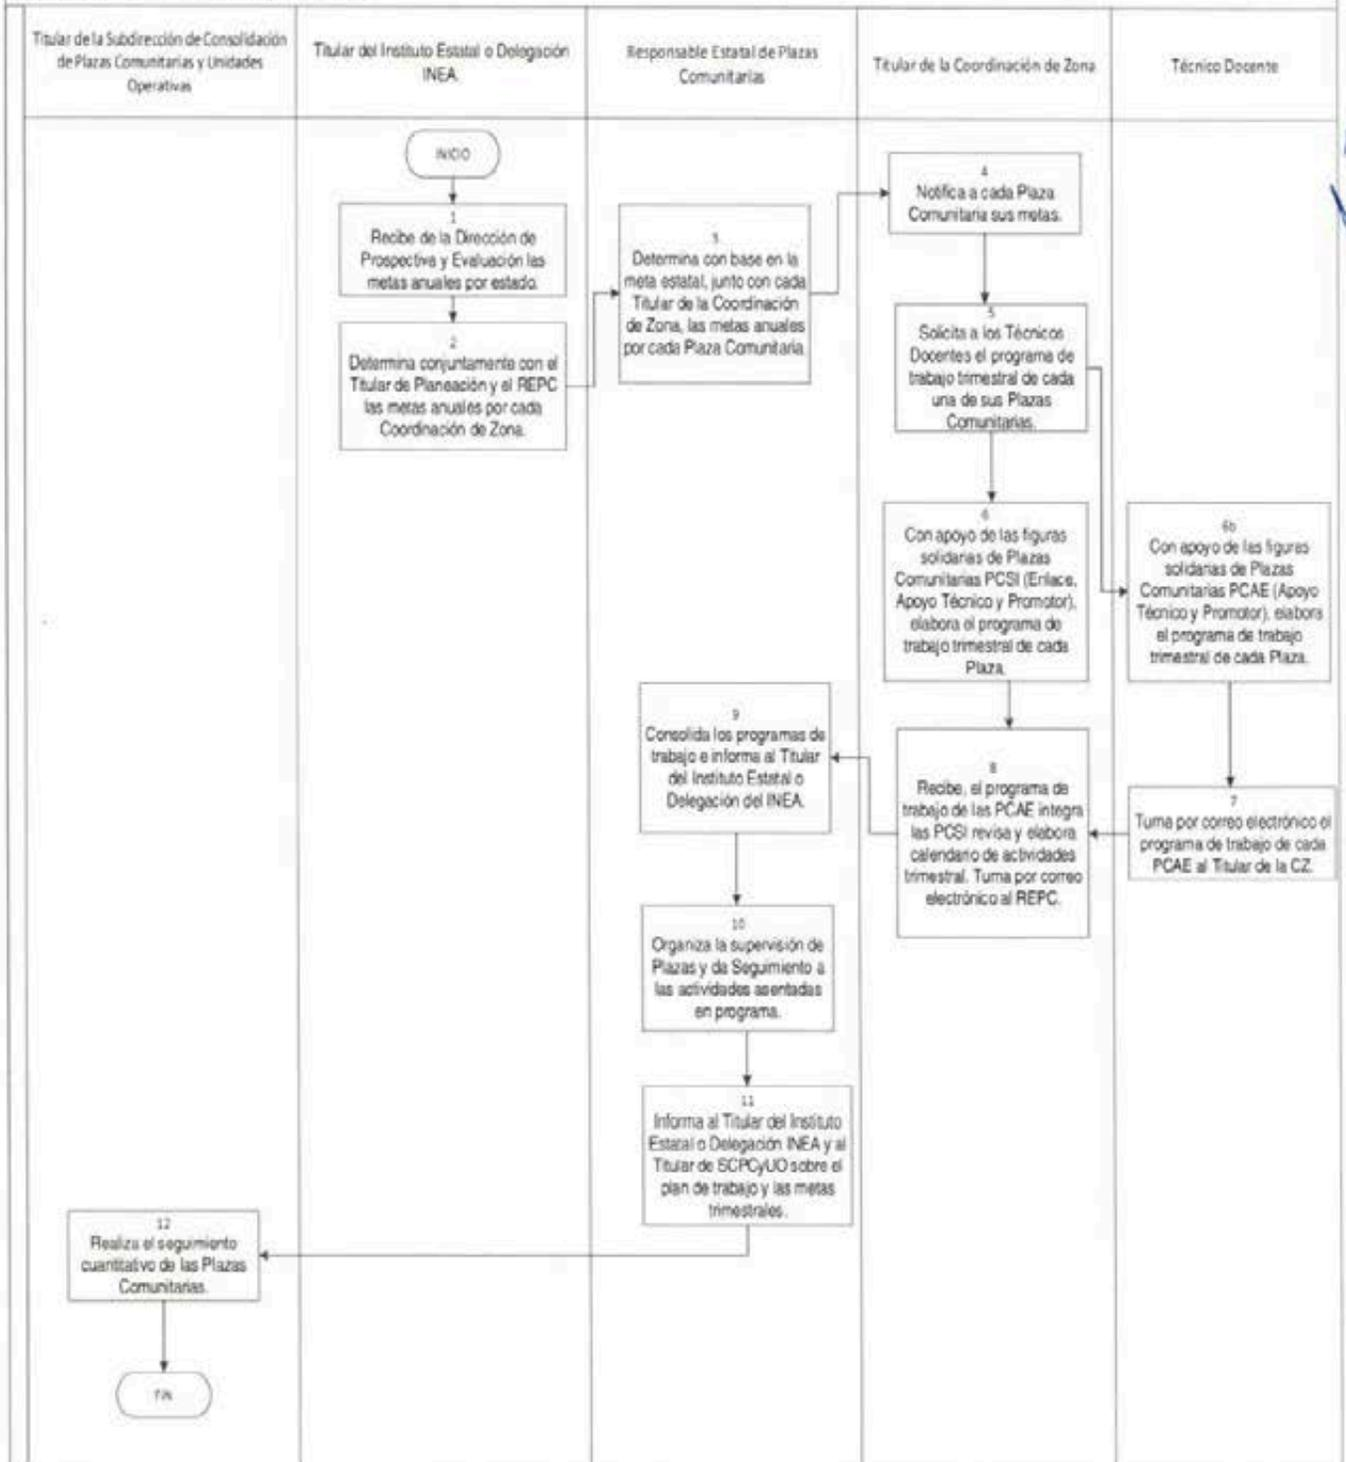 Titular de la Subdirección de Consolidación
de Plazas Comunitarias y Unidades
Operativas
Titular del Instituto Estatal o Delegación
INEA
Responsable Estatal de Plazas
Comunitarias
Titular de la Coordinación de Zona
Técnico Docente
INICIO
1
Recibe de la Dirección de
Prospectiva y Evaluación las
metas anuales por estado.
2
Determina conjuntamente con el
Titular de Planeación y el REPC
las metas anuales por cada
Coordinación de Zona.
3
Determina con base en la
meta estatal, junto con cada
Titular de la Coordinación
de Zona, las metas anuales
por cada Plaza Comunitaria.
4
Notifica a cada Plaza
Comunitaria sus metas.
5
Solicita a los Técnicos
Docentes el programa de
trabajo trimestral de cada
una de sus Plazas
Comunitarias.
6
Con apoyo de las figuras
solidarias de Plazas
Comunitarias PCSI (Enlace,
Apoyo Técnico y Promotor),
elabora el programa de
trabajo trimestral de cada
Plaza.
6b
Con apoyo de las figuras
solidarias de Plazas
Comunitarias PCAE (Apoyo
Técnico y Promotor), elabora
el programa de trabajo
trimestral de cada Plaza.
7
Turna por correo electrónico el
programa de trabajo de cada
PCAE al Titular de la CZ.
8
Recibe, el programa de
trabajo de las PCAE integra
las PCSI revisa y elabora
calendario de actividades
trimestral. Turna por correo
electrónico al REPC.
9
Consolida los programas de
trabajo e informa al Titular
del Instituto Estatal o
Delegación del INEA.
10
Organiza la supervisión de
Plazas y da Seguimiento a
las actividades asentadas
en programa.
11
Informa al Titular del Instituto
Estatal o Delegación INEA y al
Titular de SCPCyUO sobre el
plan de trabajo y las metas
trimestrales.
12
Realiza el seguimiento
cuantitativo de las Plazas
Comunitarias.
FIN